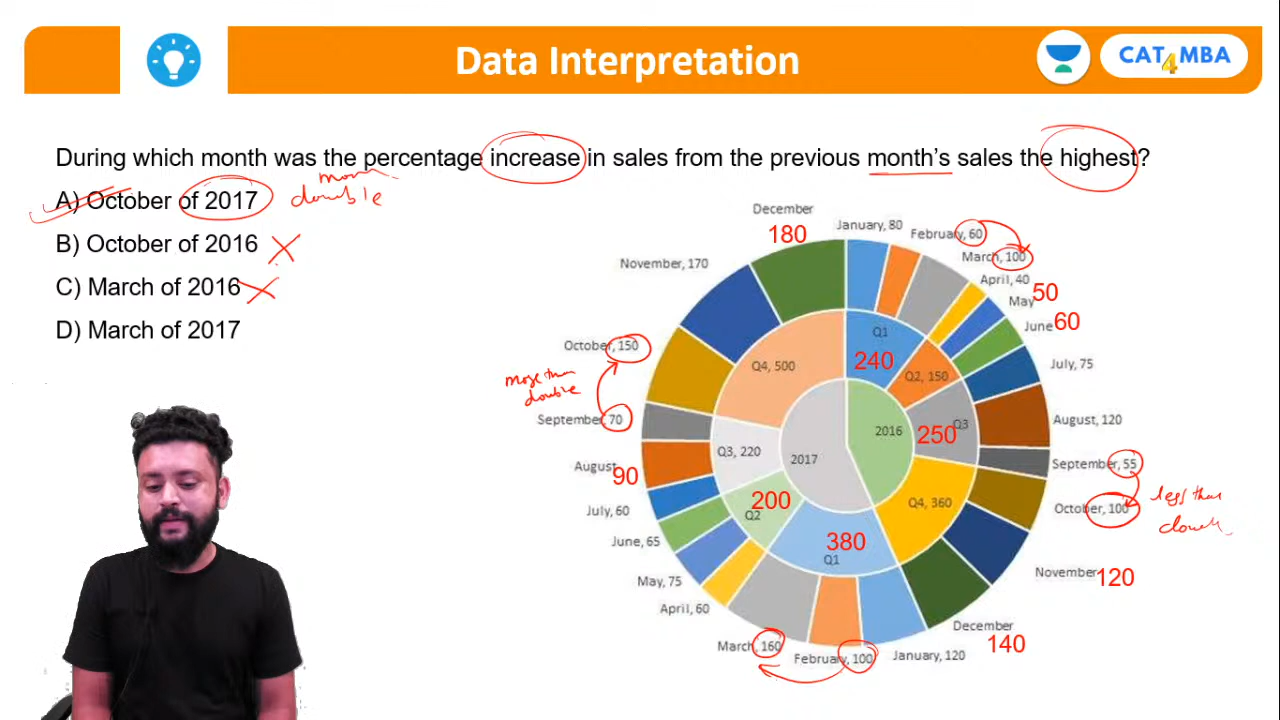 Data Interpretation
CAT4MBA
During which month was the percentage increase in sales from the previous month's sales the highest?
A) October of 2017
more than
double
B) October of 2016
C) March of 2016
D) March of 2017
December
180
January, 80
February, 60
March, 100
April, 40
May 50
June 60
July, 75
August, 120
September, 55
October, 100
less than
November 120
December
140
January, 120
February, 100
March, 160
April, 60
May, 75
June, 65
July, 60
August 90
September, 70
more than
double
October, 150
November, 170
Q1
240
Q2, 150
Q3
250
Q4, 360
2016
2017
380
Q1
200
Q2
Q3, 220
Q4, 500